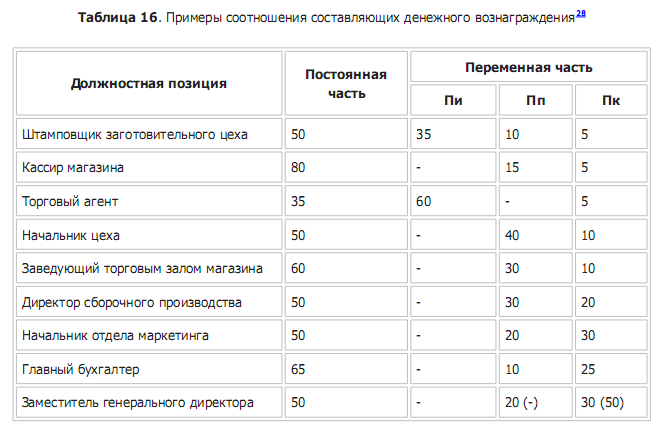 Таблица 16. Примеры соотношения составляющих денежного вознаграждения28
Должностная позиция Постоянная часть Переменная часть
Пи Пп Пк
Штамповщик заготовительного цеха 50 35 10 5
Кассир магазина 80 - 15 5
Торговый агент 35 60 - 5
Начальник цеха 50 - 40 10
Заведующий торговым залом магазина 60 - 30 10
Директор сборочного производства 50 - 30 20
Начальник отдела маркетинга 50 - 20 30
Главный бухгалтер 65 - 10 25
Заместитель генерального директора 50 - 20 (-) 30 (50)